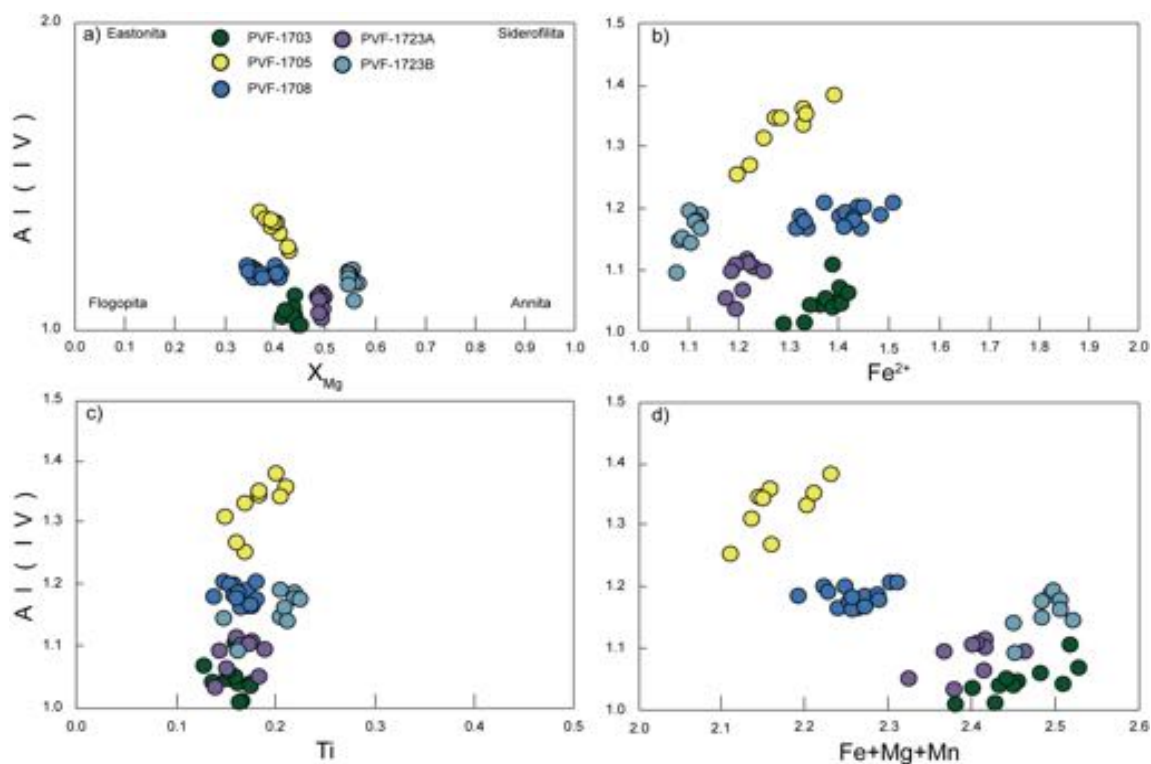 2.0
a) Eastonita
Siderofilita
PVF-1703
PVF-1723A
PVF-1705
PVF-1723B
PVF-1708
Al (IV)
Flogopita
Annita
1.0
0.0 0.1 0.2 0.3 0.4 0.5 0.6 0.7 0.8 0.9 1.0
XMg
b)
1.5
1.4
1.3
1.2
1.1
1.0
1.0 1.1 1.2 1.3 1.4 1.5 1.6 1.7 1.8 1.9 2.0
Fe2+
c)
1.5
1.4
1.3
1.2
1.1
1.0
Al (IV)
0.0 0.1 0.2 0.3 0.4 0.5
Ti
d)
1.5
1.4
1.3
1.2
1.1
1.0
2.0 2.1 2.2 2.3 2.4 2.5 2.6
Fe+Mg+Mn